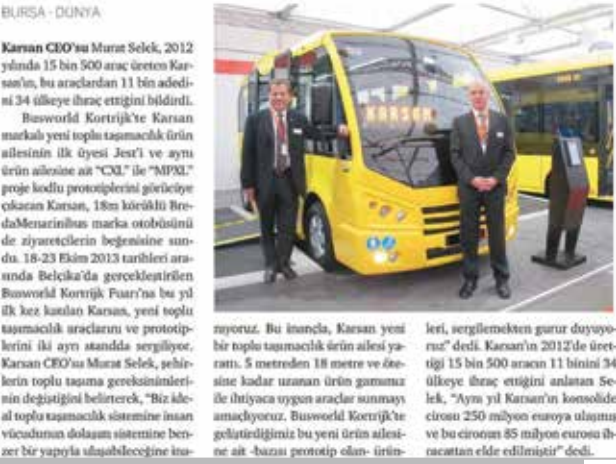 BURSA - DÜNYA
Karsan CEO'su Murat Selek, 2012
yılında 15 bin 500 araç üreten Kar-
san'ın, bu araçlardan 11 bin adedi-
ni 34 ülkeye ihraç ettiğini bildirdi.
Busworld Kortrijk'te Karsan
markalı yeni toplu taşımacılık ürün
ailesinin ilk üyesi Jest'i ve aynı
ürün ailesine ait "CXL" ile "MPXL"
proje kodlu prototiplerini görücüye
çıkaran Karsan, 18m körüklü Bre-
daMenarinibus marka otobüsünü
de ziyaretçilerin beğenisine sun-
du. 18-23 Ekim 2013 tarihleri ara-
sında Belçika'da gerçekleştirilen
Busworld Kortrijk Fuarı'na bu yıl
ilk kez katılan Karsan, yeni toplu
taşımacılık araçlarını ve prototip-
lerini iki ayrı standda sergiliyor.
Karsan CEO'su Murat Selek, şehir-
lerin toplu taşıma gereksinimleri-
nin değiştiğini belirterek, "Biz ide-
al toplu taşımacılık sistemine insan
vücudunun dolaşım sistemine ben-
zer bir yapıyla ulaşabileceğine ina-
nıyoruz. Bu inançla, Karsan yeni
bir toplu taşımacılık ürün ailesi ya-
rattı. 5 metreden 18 metre ve öte-
sine kadar uzanan ürün gamımız
ile ihtiyaca uygun araçlar sunmayı
amaçlıyoruz. Busworld Kortrijk'te
geliştirdiğimiz bu yeni ürün ailesi-
ne ait -bazısı prototip olan- ürün-
leri, sergilemekten gurur duyuyo-
ruz" dedi. Karsan'ın 2012'de üret-
tiği 15 bin 500 aracın 11 binini 34
ülkeye ihraç ettiğini anlatan Se-
lek, "Aynı yıl Karsan'ın konsolide
cirosu 250 milyon euroya ulaşmış
ve bu cironun 85 milyon eurosu ih-
racattan elde edilmiştir" dedi.
KARSAN